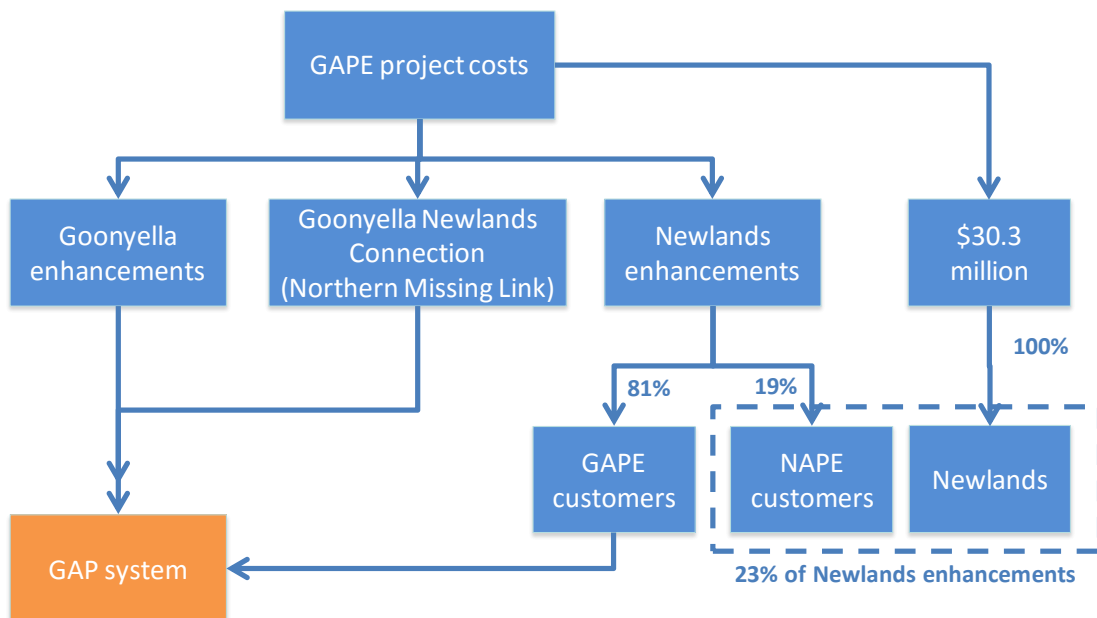 GAPE project costs
Goonyella
enhancements
Goonyella Newlands
Connection
(Northern Missing Link)
Newlands
enhancements
$30.3
million
100%
81%
19%
GAPE
customers
NAPE
customers
Newlands
GAP system
23% of Newlands enhancements